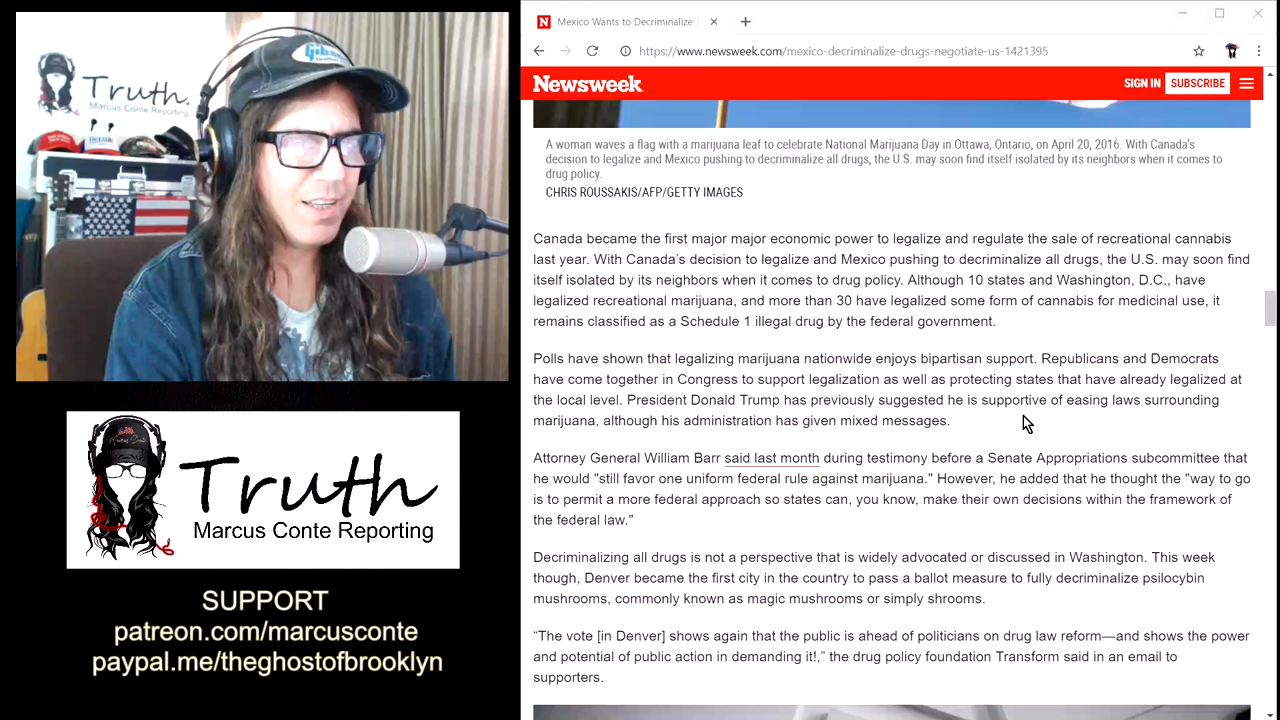 Truth.
Marcus Conte Reporting
Truth
Marcus Conte Reporting
SUPPORT
patreon.com/marcusconte
paypal.me/theghostofbrooklyn
Mexico Wants to Decriminalize
https://www.newsweek.com/mexico-decriminalize-drugs-negotiate-us-1421395
Newsweek
SIGN IN SUBSCRIBE
A woman waves a flag with a marijuana leaf to celebrate National Marijuana Day in Ottawa, Ontario, on April 20, 2016. With Canada's
decision to legalize and Mexico pushing to decriminalize all drugs, the U.S. may soon find itself isolated by its neighbors when it comes to
drug policy.
CHRIS ROUSSAKIS/AFP/GETTY IMAGES
Canada became the first major major economic power to legalize and regulate the sale of recreational cannabis
last year. With Canada's decision to legalize and Mexico pushing to decriminalize all drugs, the U.S. may soon find
itself isolated by its neighbors when it comes to drug policy. Although 10 states and Washington, D.C., have
legalized recreational marijuana, and more than 30 have legalized some form of cannabis for medicinal use, it
remains classified as a Schedule 1 illegal drug by the federal government.
Polls have shown that legalizing marijuana nationwide enjoys bipartisan support. Republicans and Democrats
have come together in Congress to support legalization as well as protecting states that have already legalized at
the local level. President Donald Trump has previously suggested he is supportive of easing laws surrounding
marijuana, although his administration has given mixed messages.
Attorney General William Barr said last month during testimony before a Senate Appropriations subcommittee that
he would "still favor one uniform federal rule against marijuana." However, he added that he thought the "way to go
is to permit a more federal approach so states can, you know, make their own decisions within the framework of
the federal law."
Decriminalizing all drugs is not a perspective that is widely advocated or discussed in Washington. This week
though, Denver became the first city in the country to pass a ballot measure to fully decriminalize psilocybin
mushrooms, commonly known as magic mushrooms or simply shrooms.
“The vote [in Denver] shows again that the public is ahead of politicians on drug law reform—and shows the power
and potential of public action in demanding it!,” the drug policy foundation Transform said in an email to
supporters.